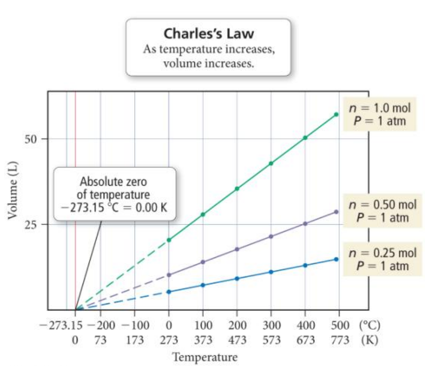 Charles's Law
As temperature increases,
volume increases.
n = 1.0 mol
P = 1 atm
50
Volume (L)
Absolute zero
of temperature
−273.15 °C = 0.00 K
n = 0.50 mol
P = 1 atm
25
n = 0.25 mol
P = 1 atm
−273.15 −200 −100 0 100 200 300 400 500 (°C)
0 73 173 273 373 473 573 673 773 (K)
Temperature